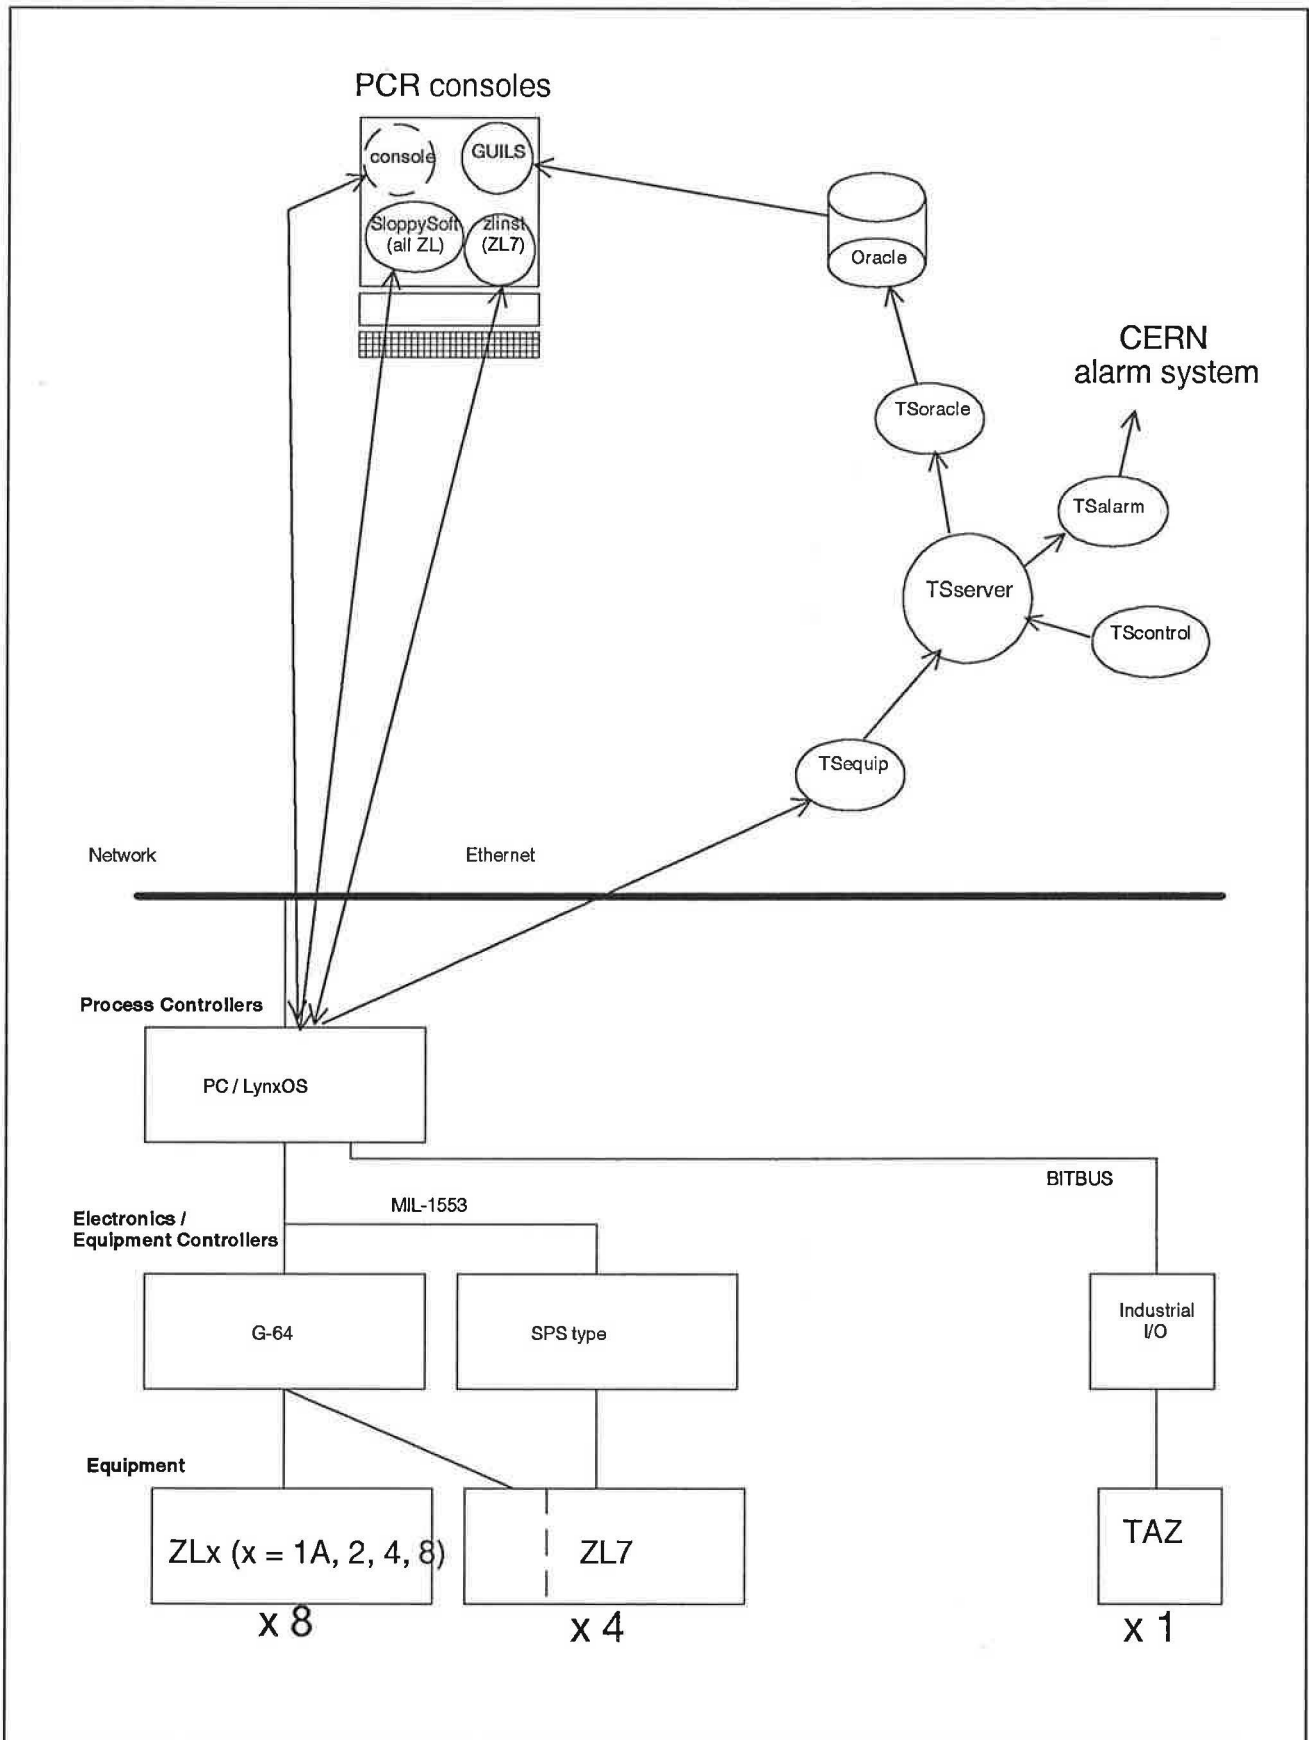 PCR consoles
console
GUILS
SloppySoft
(all ZL)
zlinst
(ZL7)
Oracle
CERN
alarm system
TSoracle
TSalarm
TSserver
TScontrol
TSequip
Network
Ethernet
Process Controllers
PC / LynxOS
BITBUS
MIL-1553
Electronics /
Equipment Controllers
G-64
SPS type
Industrial
I/O
Equipment
ZLx (x = 1A, 2, 4, 8)
ZL7
TAZ
x 8
x 4
x 1